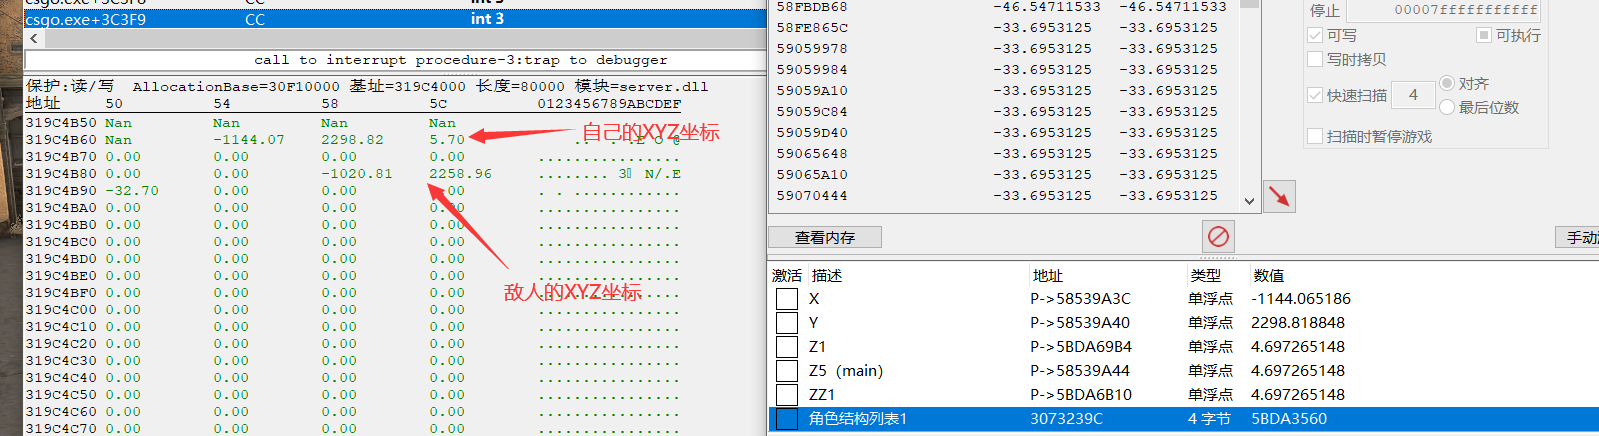 csgo.exe+3C3F8 CC int 3
csgo.exe+3C3F9 CC int 3
call to interrupt procedure-3:trap to debugger
保护:读/写 AllocationBase=30F10000 基址=319C4000 长度=80000 模块=server.dll
地址 50 54 58 5C 0123456789ABCDEF
319C4B50 Nan Nan Nan Nan
319C4B60 Nan -1144.07 2298.82 5.70
319C4B70 0.00 0.00 0.00 0.00 ................
319C4B80 0.00 0.00 -1020.81 2258.96
319C4B90 -32.70 0.00 0.00 0.00
319C4BA0 0.00 0.00 0.00 0.00 ................
319C4BB0 0.00 0.00 0.00 0.00 ................
319C4BC0 0.00 0.00 0.00 0.00 ................
319C4BD0 0.00 0.00 0.00 0.00 ................
319C4BE0 0.00 0.00 0.00 0.00 ................
319C4BF0 0.00 0.00 0.00 0.00 ................
319C4C00 0.00 0.00 0.00 0.00 ................
319C4C10 0.00 0.00 0.00 0.00 ................
319C4C20 0.00 0.00 0.00 0.00 ................
319C4C30 0.00 0.00 0.00 0.00 ................
319C4C40 0.00 0.00 0.00 0.00 ................
319C4C50 0.00 0.00 0.00 0.00 ................
319C4C60 0.00 0.00 0.00 0.00 ................
319C4C70 0.00 0.00 0.00 0.00 ................
自己的XYZ坐标
敌人的XYZ坐标
58FBDB68 -46.54711533 -46.54711533
58FE865C -33.6953125 -33.6953125
59059978 -33.6953125 -33.6953125
59059984 -33.6953125 -33.6953125
59059A10 -33.6953125 -33.6953125
59059C84 -33.6953125 -33.6953125
59059D40 -33.6953125 -33.6953125
59065648 -33.6953125 -33.6953125
59065A10 -33.6953125 -33.6953125
59070444 -33.6953125 -33.6953125
停止 00007fffffffffff
可写 可执行
写时拷贝
快速扫描 4 对齐
最后位数
扫描时暂停游戏
查看内存 手动
激活 描述 地址 类型 数值
X P->58539A3C 单浮点 -1144.065186
Y P->58539A40 单浮点 2298.818848
Z1 P->5BDA69B4 单浮点 4.697265148
Z5（main） P->58539A44 单浮点 4.697265148
ZZ1 P->5BDA6B10 单浮点 4.697265148
角色结构列表1 3073239C 4 字节 5BDA3560